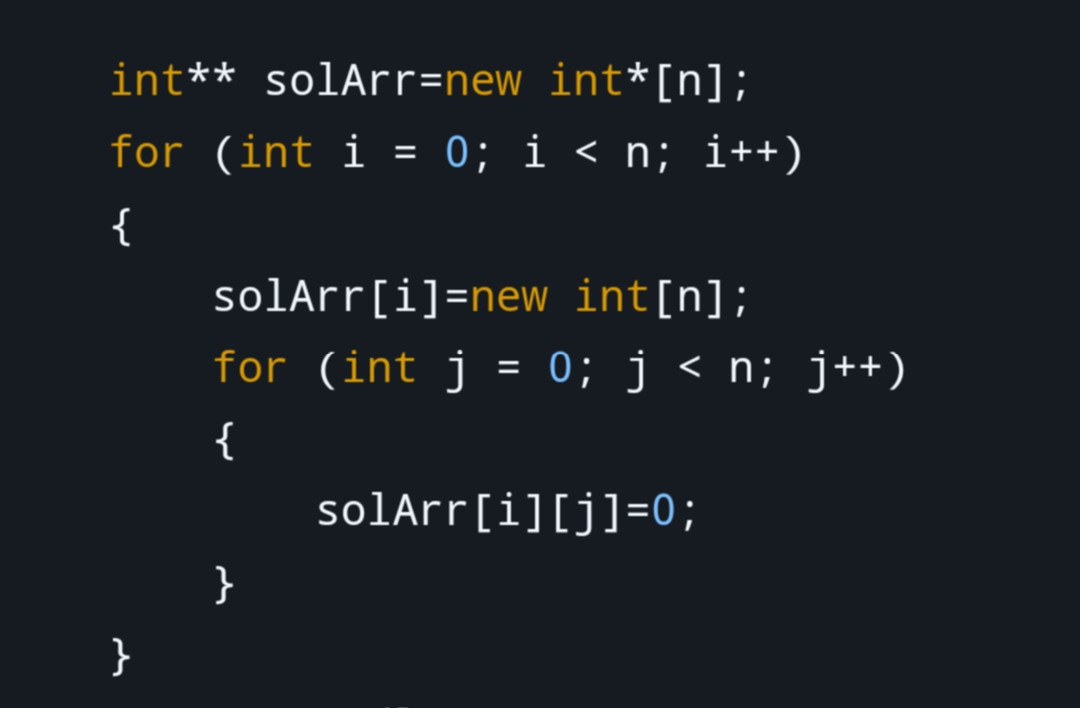 int** solArr=new int*[n];
for (int i = 0; i < n; i++)
{
    solArr[i]=new int[n];
    for (int j = 0; j < n; j++)
    {
        solArr[i][j]=0;
    }
}